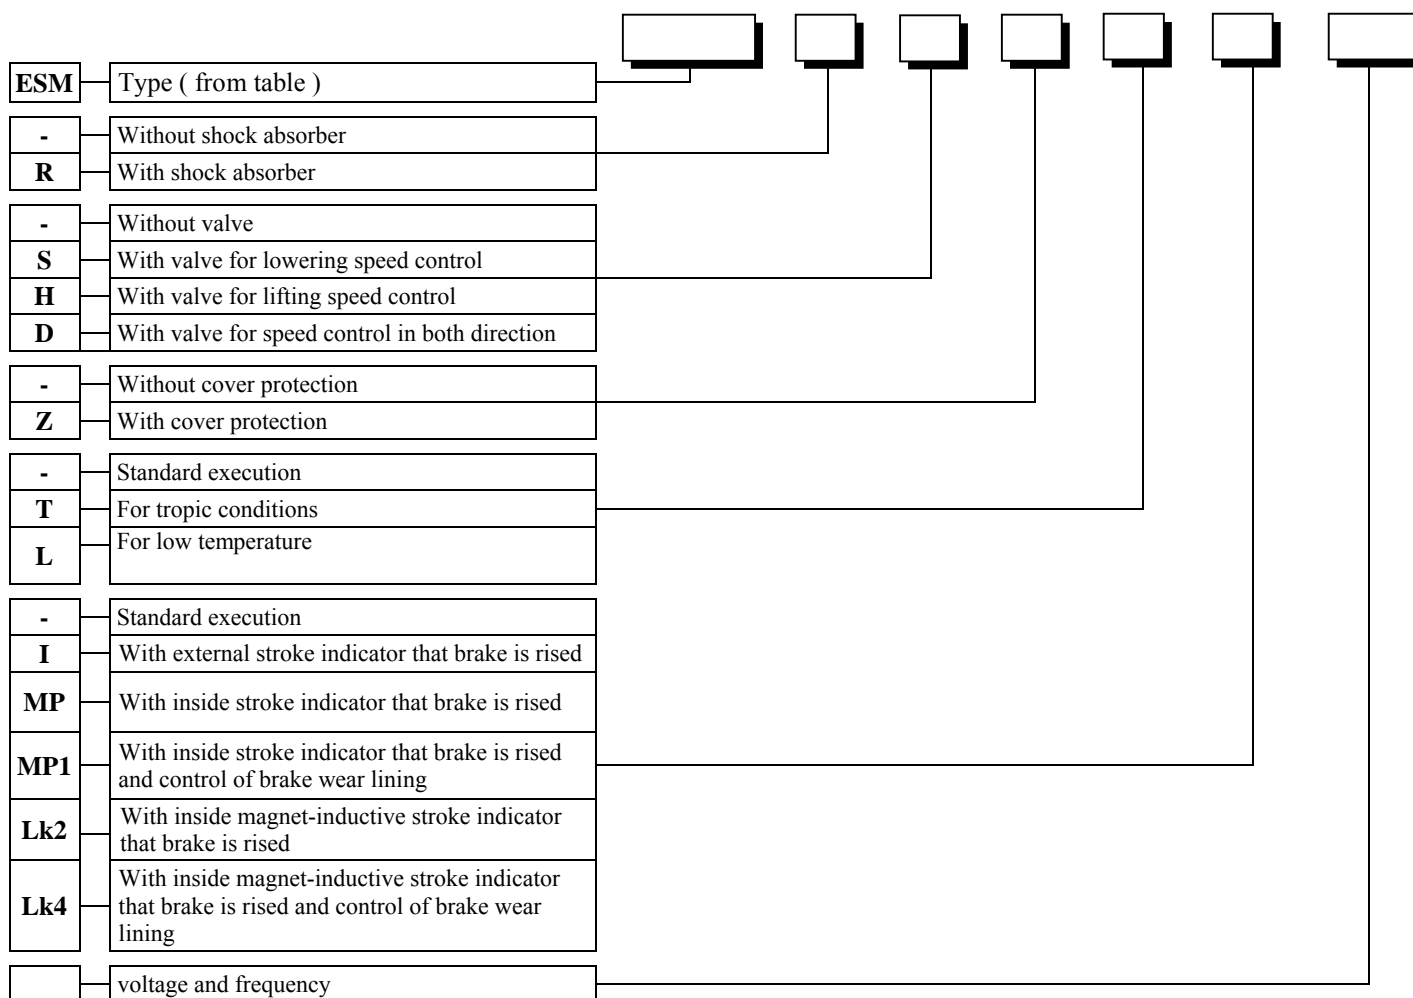 ESM Type ( from table )
- Without shock absorber
R With shock absorber
- Without valve
S With valve for lowering speed control
H With valve for lifting speed control
D With valve for speed control in both direction
- Without cover protection
Z With cover protection
- Standard execution
T For tropic conditions
L For low temperature
- Standard execution
I With external stroke indicator that brake is rised
MP With inside stroke indicator that brake is rised
MP1 With inside stroke indicator that brake is rised
and control of brake wear lining
Lk2 With inside magnet-inductive stroke indicator
that brake is rised
Lk4 With inside magnet-inductive stroke indicator
that brake is rised and control of brake wear
lining
voltage and frequency